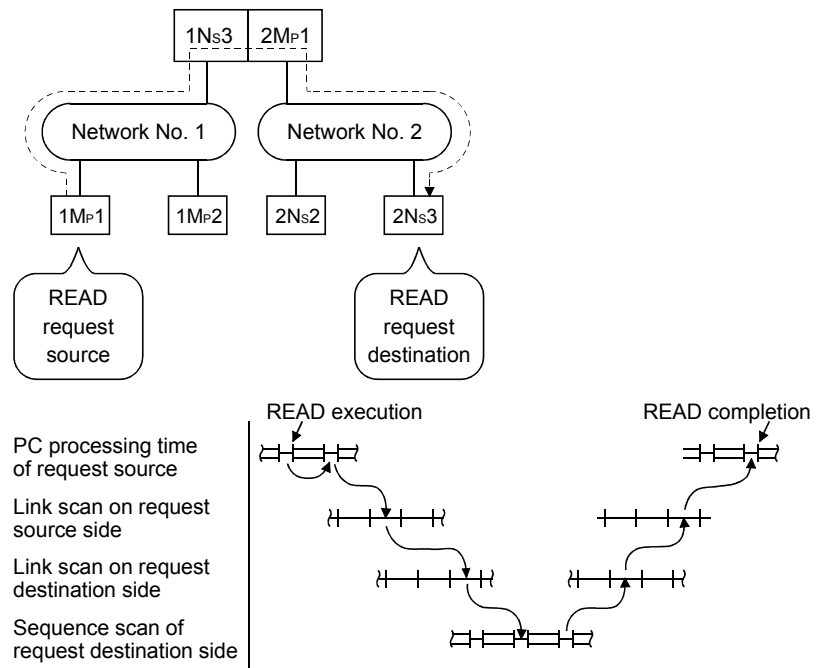 1Ns3 2Mp1
Network No. 1 Network No. 2
1Mp1 1Mp2 2Ns2 2Ns3
READ
request
source
READ
request
destination
READ execution READ completion
PC processing time
of request source
Link scan on request
source side
Link scan on request
destination side
Sequence scan of
request destination side